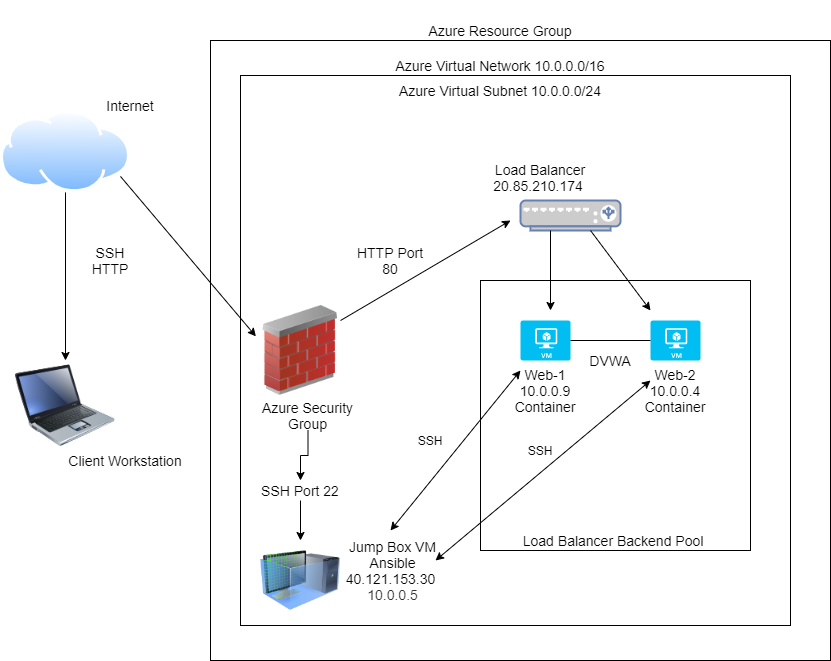 Azure Resource Group
Azure Virtual Network 10.0.0.0/16
Azure Virtual Subnet 10.0.0.0/24
Internet
Load Balancer
20.85.210.174
SSH
HTTP
HTTP Port
80
VM
VM
DVWA
Web-1
10.0.0.9
Container
Web-2
10.0.0.4
Container
Azure Security
Group
SSH
SSH
Client Workstation
SSH Port 22
Load Balancer Backend Pool
Jump Box VM
Ansible
40.121.153.30
10.0.0.5